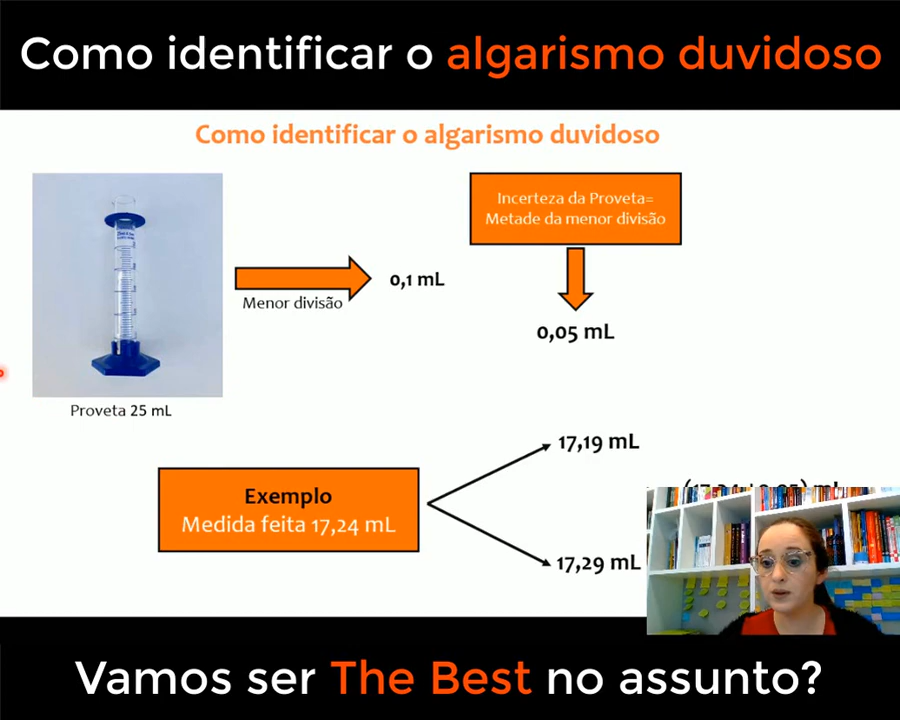 Como identificar o algarismo duvidoso
Como identificar o algarismo duvidoso
Incerteza da Proveta=
Metade da menor divisão
0,1 mL
Menor divisão
0,05 mL
Proveta 25 mL
17,19 mL
Exemplo
Medida feita 17,24 mL
17,29 mL
Vamos ser The Best no assunto?